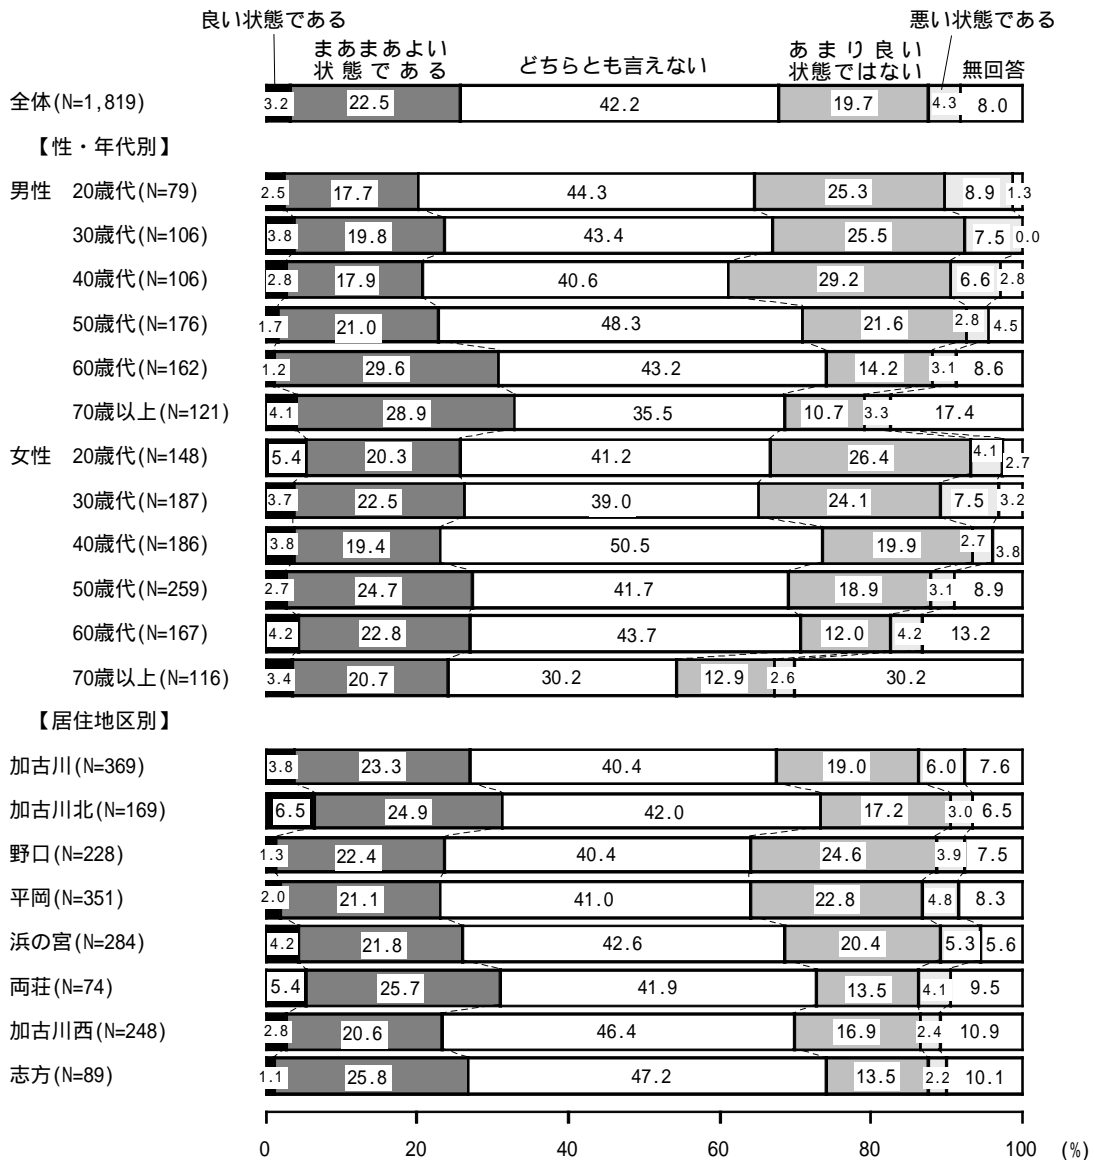 良い状態である 悪い状態である
まあまあよい あまり良い
状態である どちらとも言えない 状態ではない 無回答
全体(N=1,819) 3.2 22.5 42.2 19.7 4.3 8.0
【性・年代別】
男性 20歳代(N=79) 2.5 17.7 44.3 25.3 8.9 1.3
30歳代(N=106) 3.8 19.8 43.4 25.5 7.5 0.0
40歳代(N=106) 2.8 17.9 40.6 29.2 6.6 2.8
50歳代(N=176) 1.7 21.0 48.3 21.6 2.8 4.5
60歳代(N=162) 1.2 29.6 43.2 14.2 3.1 8.6
70歳以上(N=121) 4.1 28.9 35.5 10.7 3.3 17.4
女性 20歳代(N=148) 5.4 20.3 41.2 26.4 4.1 2.7
30歳代(N=187) 3.7 22.5 39.0 24.1 7.5 3.2
40歳代(N=186) 3.8 19.4 50.5 19.9 2.7 3.8
50歳代(N=259) 2.7 24.7 41.7 18.9 3.1 8.9
60歳代(N=167) 4.2 22.8 43.7 12.0 4.2 13.2
70歳以上(N=116) 3.4 20.7 30.2 12.9 2.6 30.2
【居住地区別】
加古川(N=369) 3.8 23.3 40.4 19.0 6.0 7.6
加古川北(N=169) 6.5 24.9 42.0 17.2 3.0 6.5
野口(N=228) 1.3 22.4 40.4 24.6 3.9 7.5
平岡(N=351) 2.0 21.1 41.0 22.8 4.8 8.3
浜の宮(N=284) 4.2 21.8 42.6 20.4 5.3 5.6
両荘(N=74) 5.4 25.7 41.9 13.5 4.1 9.5
加古川西(N=248) 2.8 20.6 46.4 16.9 2.4 10.9
志方(N=89) 1.1 25.8 47.2 13.5 2.2 10.1
0 20 40 60 80 100 (%)